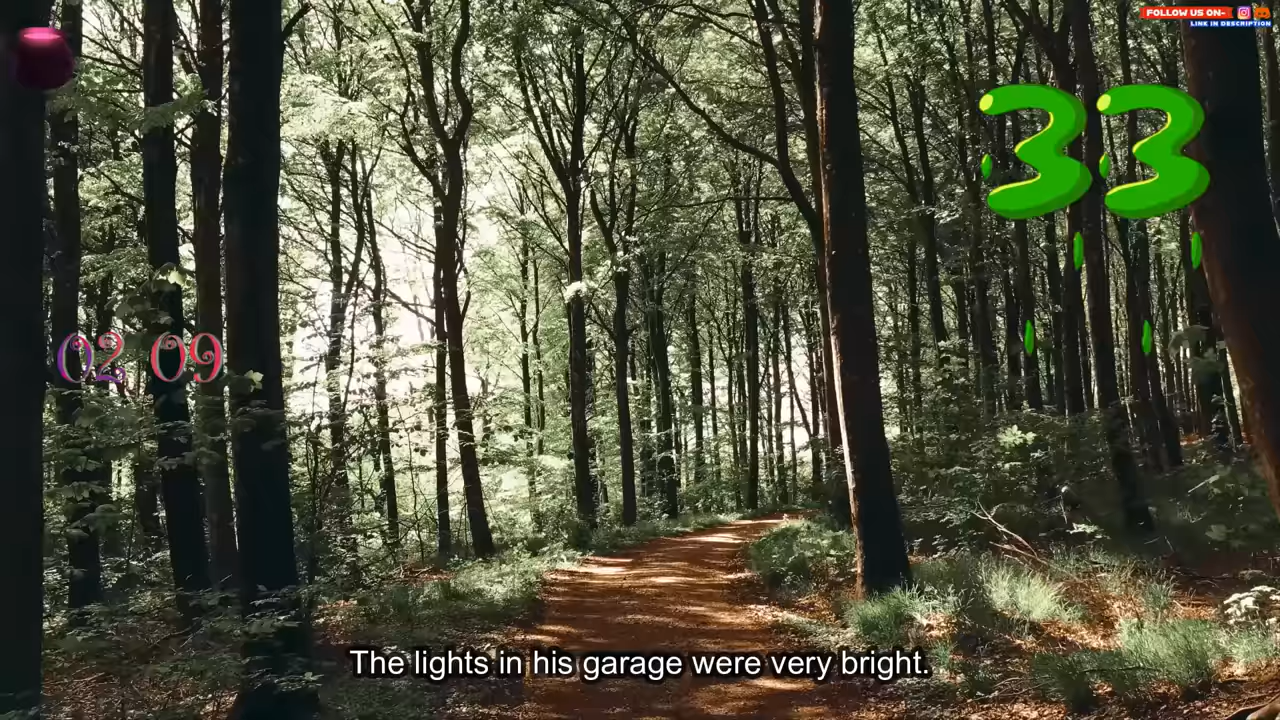 FOLLOW US ON-
LINK IN DESCRIPTION
33
02 09
The lights in his garage were very bright.